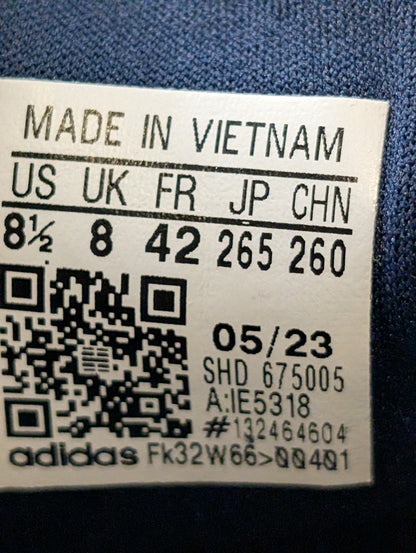 MADE IN VIETNAM
US UK FR JP CHN
8½ 8 42 265 260
05/23
SHD 675005
A:IE5318
#132464604
adidas Fk32W66>00401